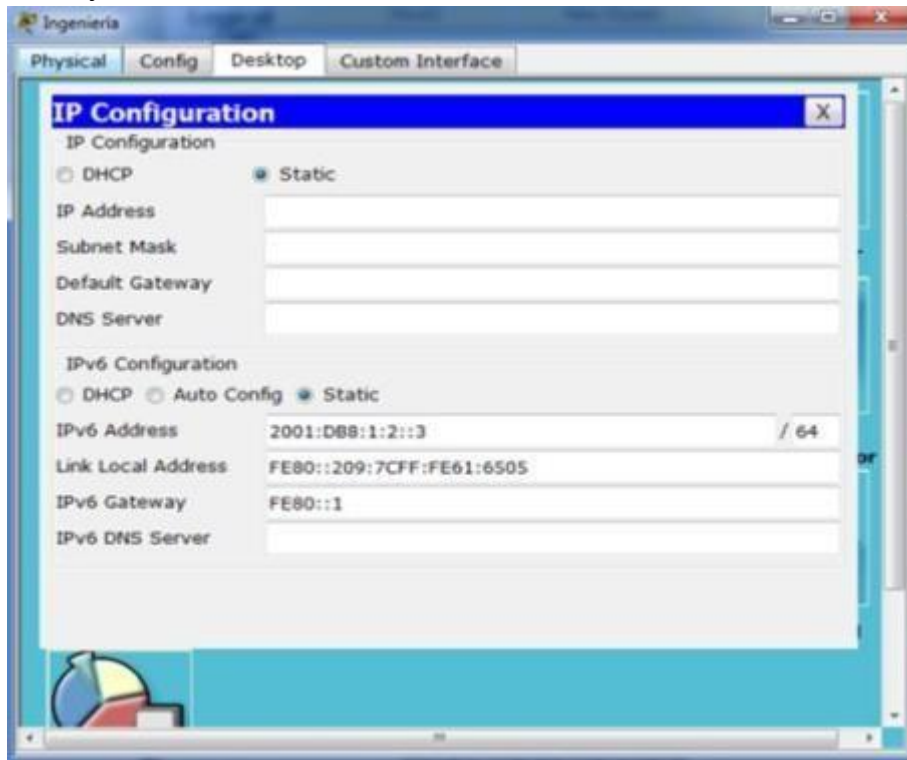 Ingenieria
Physical Config Desktop Custom Interface
IP Configuration X
IP Configuration
DHCP Static
IP Address
Subnet Mask
Default Gateway
DNS Server
IPv6 Configuration
DHCP Auto Config Static
IPv6 Address 2001:DB8:1:2::3 / 64
Link Local Address FE80::209:7CFF:FE61:6505
IPv6 Gateway FE80::1
IPv6 DNS Server
or